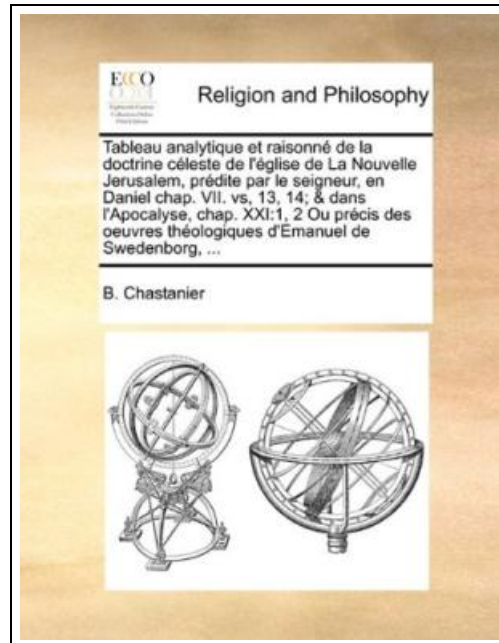 ECCO
Religion and Philosophy
Tableau analytique et raisonné de la
doctrine céleste de l'église de La Nouvelle
Jerusalem, prédite par le seigneur, en
Daniel chap. VII. vs, 13, 14; & dans
l'Apocalypse, chap. XXI:1, 2 Ou précis des
oeuvres théologiques d'Emanuel de
Swedenborg, ...
B. Chastanier